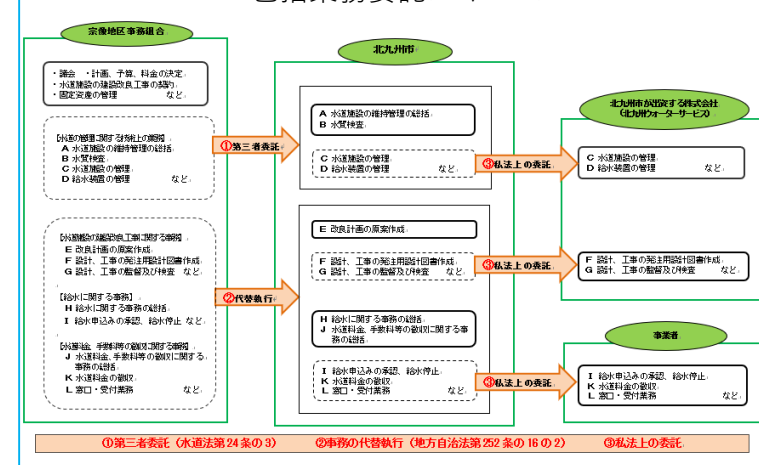 宗像地区事務組合
・議会 ・計画、予算、料金の決定
・水道施設の建設改良工事の契約
・固定資産の管理 など
【水道の管理に関する技術上の業務】
A 水道施設の維持管理の総括
B 水質検査
C 水道施設の管理
D 給水装置の管理 など
【水道施設の建設改良工事に関する事務】
E 改良計画の原案作成
F 設計、工事の発注用設計図書作成
G 設計、工事の監督及び検査 など
【給水に関する事務】
H 給水に関する事務の総括
I 給水申込みの承認、給水停止 など
【水道料金、手数料等の徴収に関する事務】
J 水道料金、手数料等の徴収に関する
事務の総括
K 水道料金の徴収
L 窓口・受付業務 など
①第三者委託
②代替執行
北九州市
A 水道施設の維持管理の総括
B 水質検査
C 水道施設の管理
D 給水装置の管理 など
E 改良計画の原案作成
F 設計、工事の発注用設計図書作成
G 設計、工事の監督及び検査 など
H 給水に関する事務の総括
J 水道料金、手数料等の徴収に関する事
務の総括
I 給水申込みの承認、給水停止
K 水道料金の徴収
L 窓口・受付業務 など
③私法上の委託
③私法上の委託
③私法上の委託
北九州市が出資する株式会社
(北九州ウォーターサービス)
C 水道施設の管理
D 給水装置の管理 など
F 設計、工事の発注用設計図書作成
G 設計、工事の監督及び検査 など
事業者
I 給水申込みの承認、給水停止
K 水道料金の徴収
L 窓口・受付業務 など
①第三者委託(水道法第24条の3) ②事務の代替執行(地方自治法第252条の16の2) ③私法上の委託